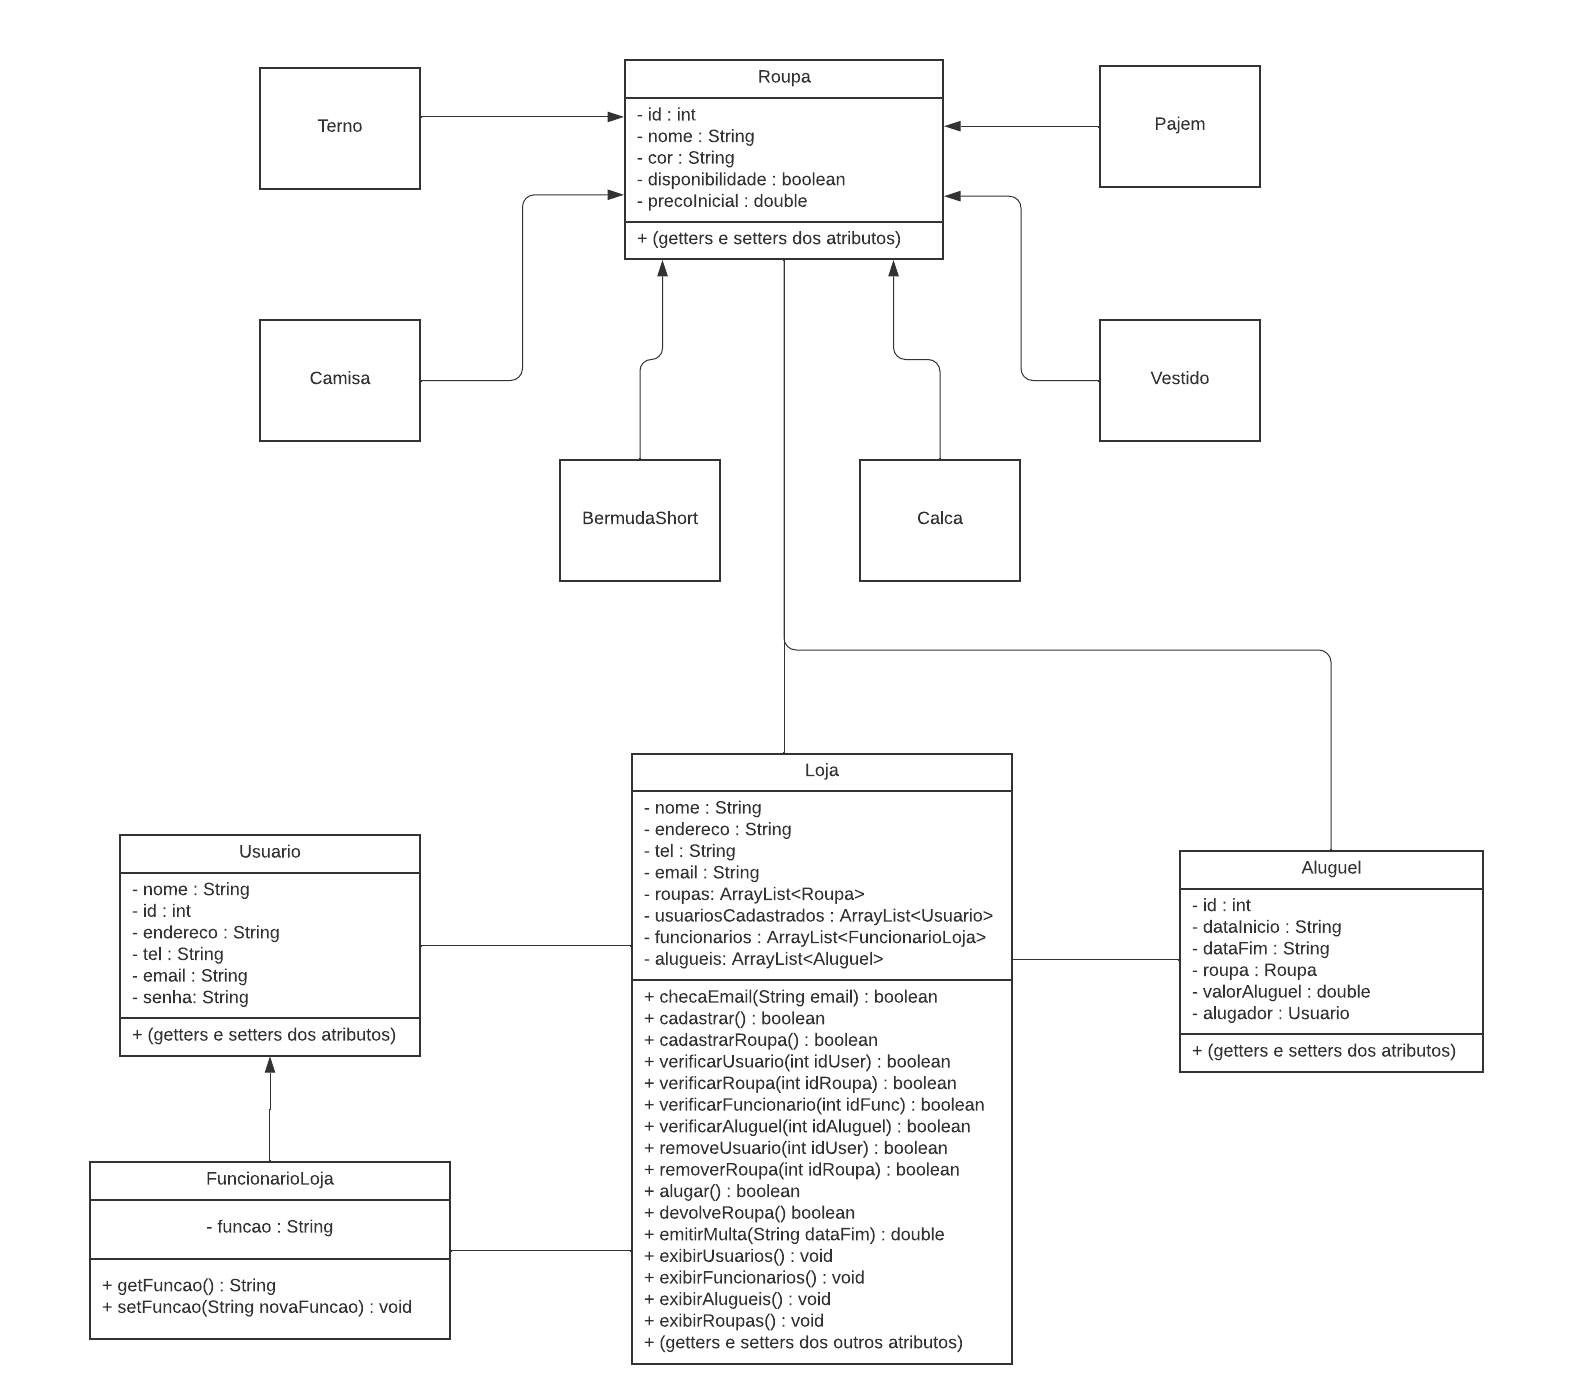 Terno
Roupa
- id : int
- nome : String
- cor : String
- disponibilidade : boolean
- precoInicial : double
+ (getters e setters dos atributos)
Pajem
Camisa
Vestido
BermudaShort
Calca
Loja
- nome : String
- endereco : String
- tel : String
- email : String
- roupas: ArrayList<Roupa>
- usuariosCadastrados : ArrayList<Usuario>
- funcionarios : ArrayList<FuncionarioLoja>
- alugueis: ArrayList<Aluguel>
+ checaEmail(String email) : boolean
+ cadastrar() : boolean
+ cadastrarRoupa() : boolean
+ verificarUsuario(int idUser) : boolean
+ verificarRoupa(int idRoupa) : boolean
+ verificarFuncionario(int idFunc) : boolean
+ verificarAluguel(int idAluguel) : boolean
+ removeUsuario(int idUser) : boolean
+ removerRoupa(int idRoupa) : boolean
+ alugar() : boolean
+ devolveRoupa() boolean
+ emitirMulta(String dataFim) : double
+ exibirUsuarios() : void
+ exibirFuncionarios() : void
+ exibirAlugueis() : void
+ exibirRoupas() : void
+ (getters e setters dos outros atributos)
Usuario
- nome : String
- id : int
- endereco : String
- tel : String
- email : String
- senha: String
+ (getters e setters dos atributos)
Aluguel
- id : int
- dataInicio : String
- dataFim : String
- roupa : Roupa
- valorAluguel : double
- alugador : Usuario
+ (getters e setters dos atributos)
FuncionarioLoja
- funcao : String
+ getFuncao() : String
+ setFuncao(String novaFuncao) : void